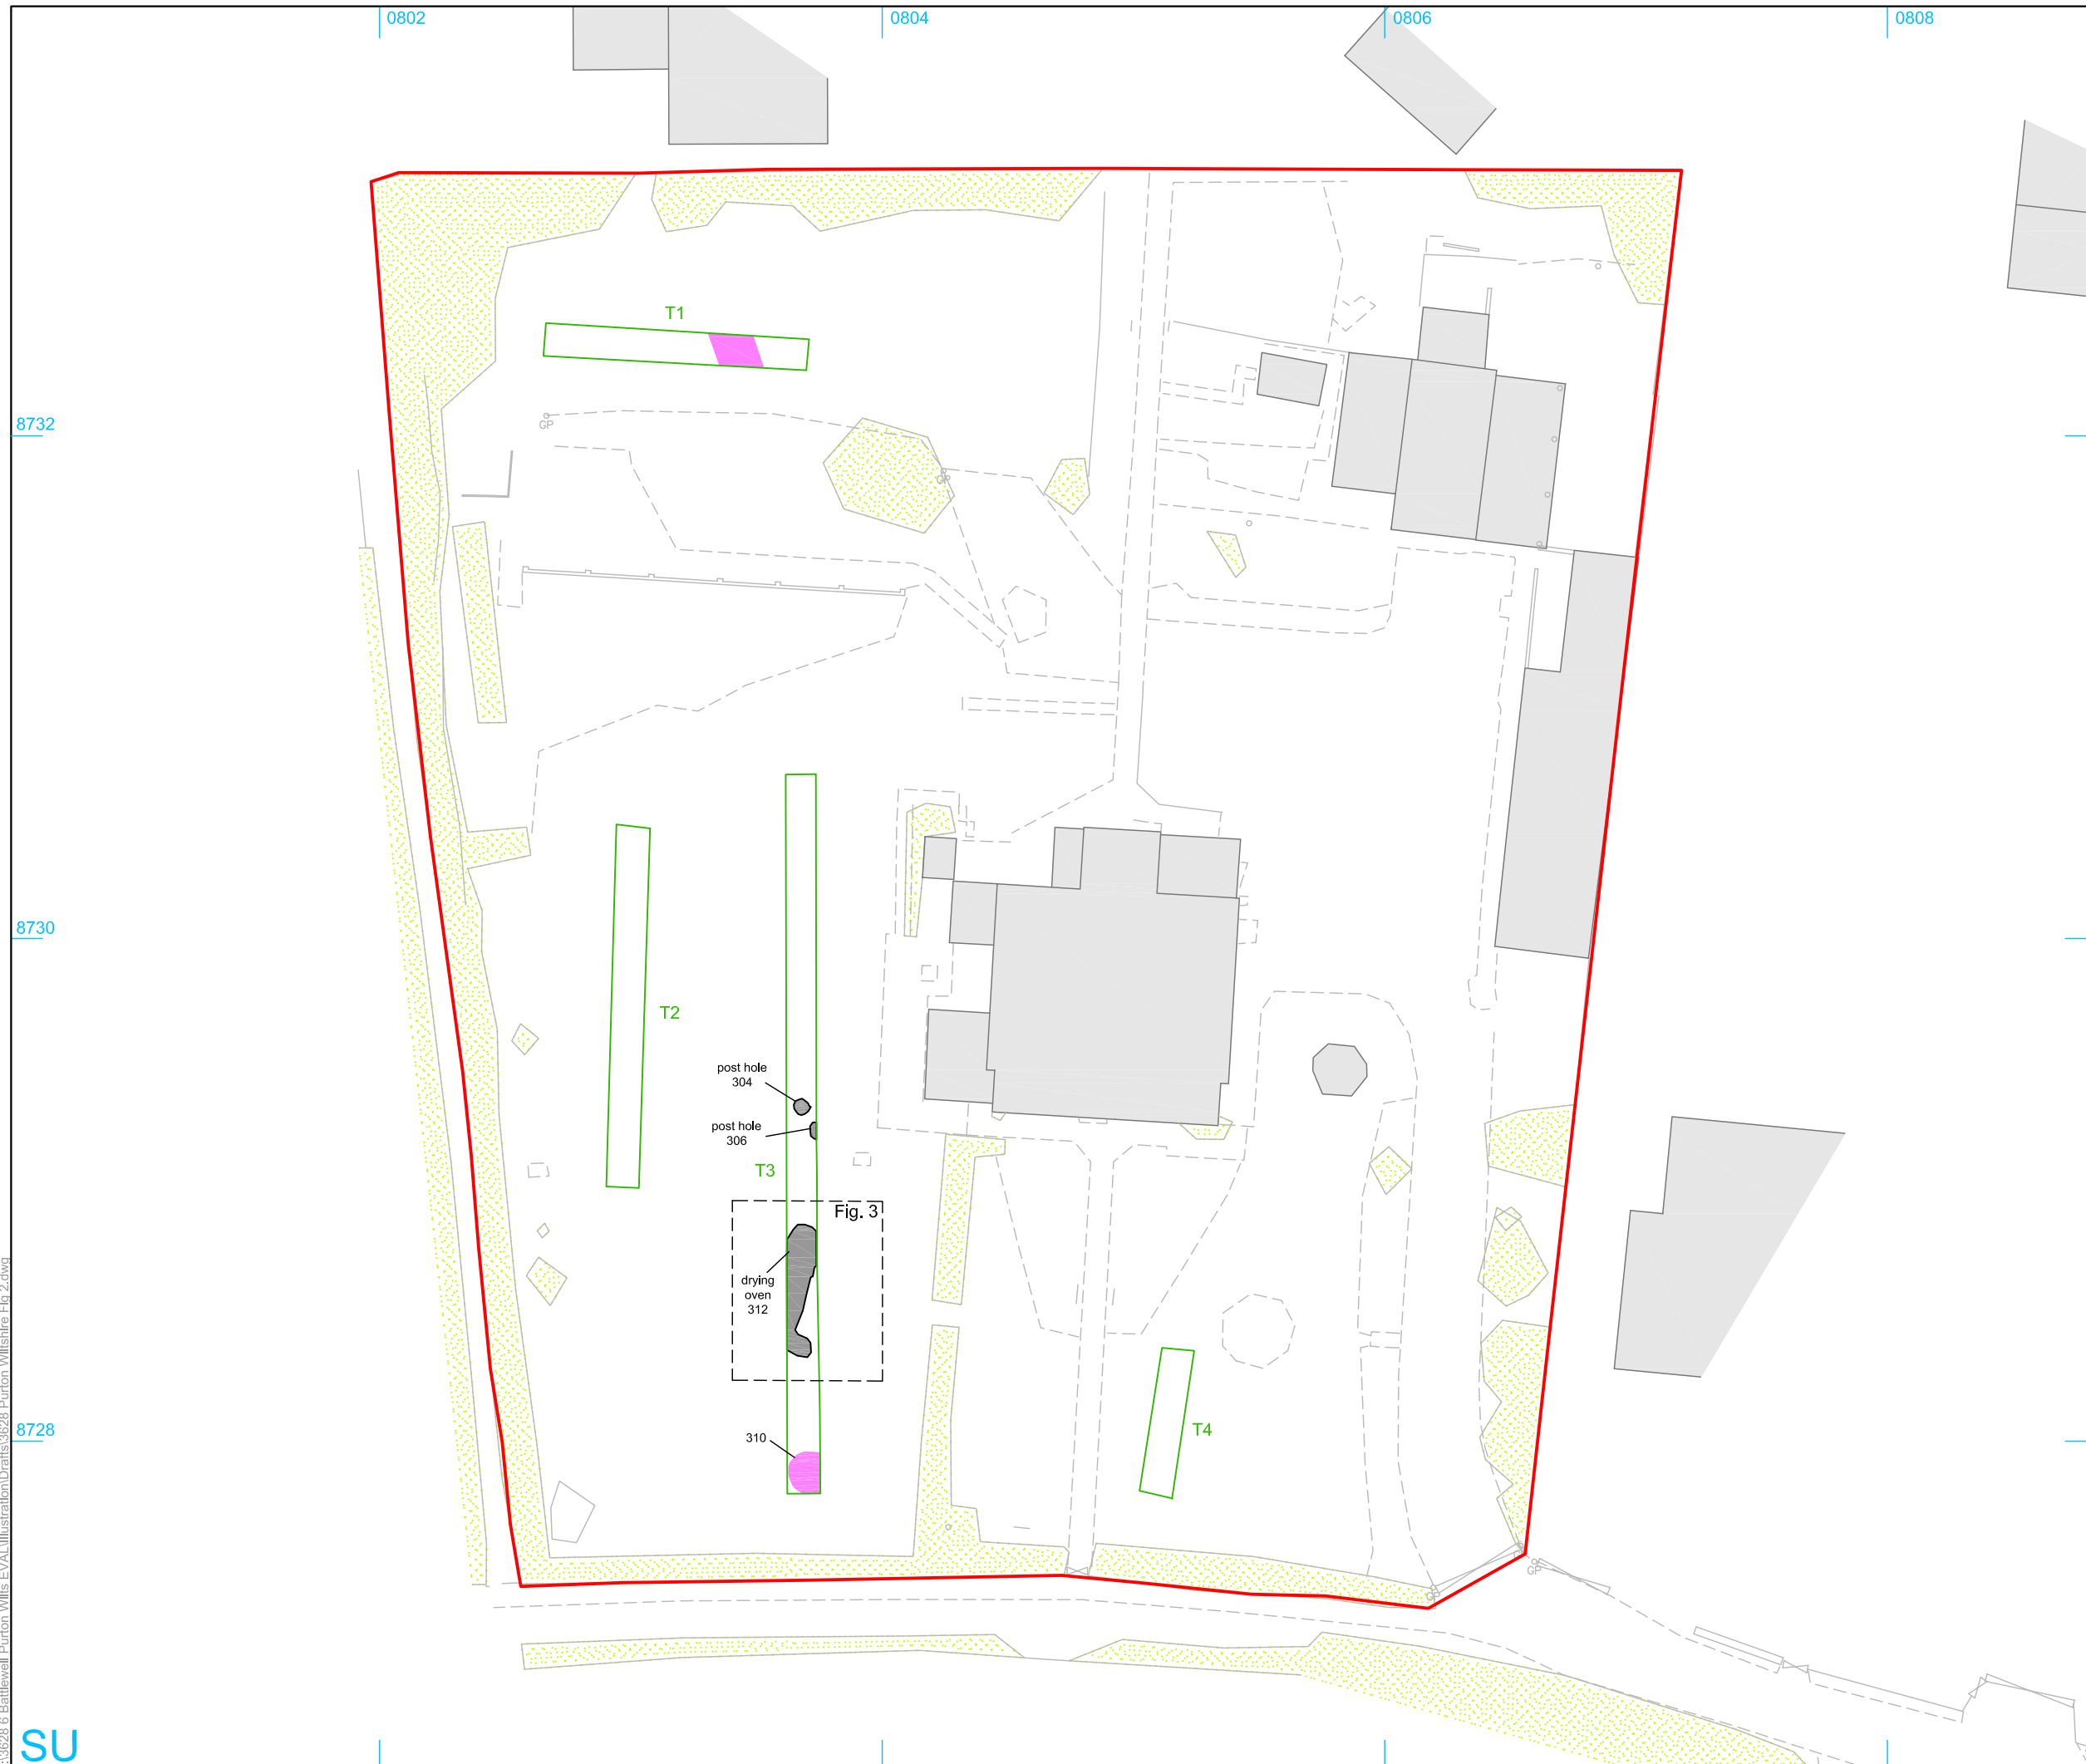 0802
0804
0806
0808
T1
8732
GP
GP
8730
T2
post hole
304
post hole
306
T3
Fig. 3
drying
oven
312
8728
310
T4
GP
GP
SU